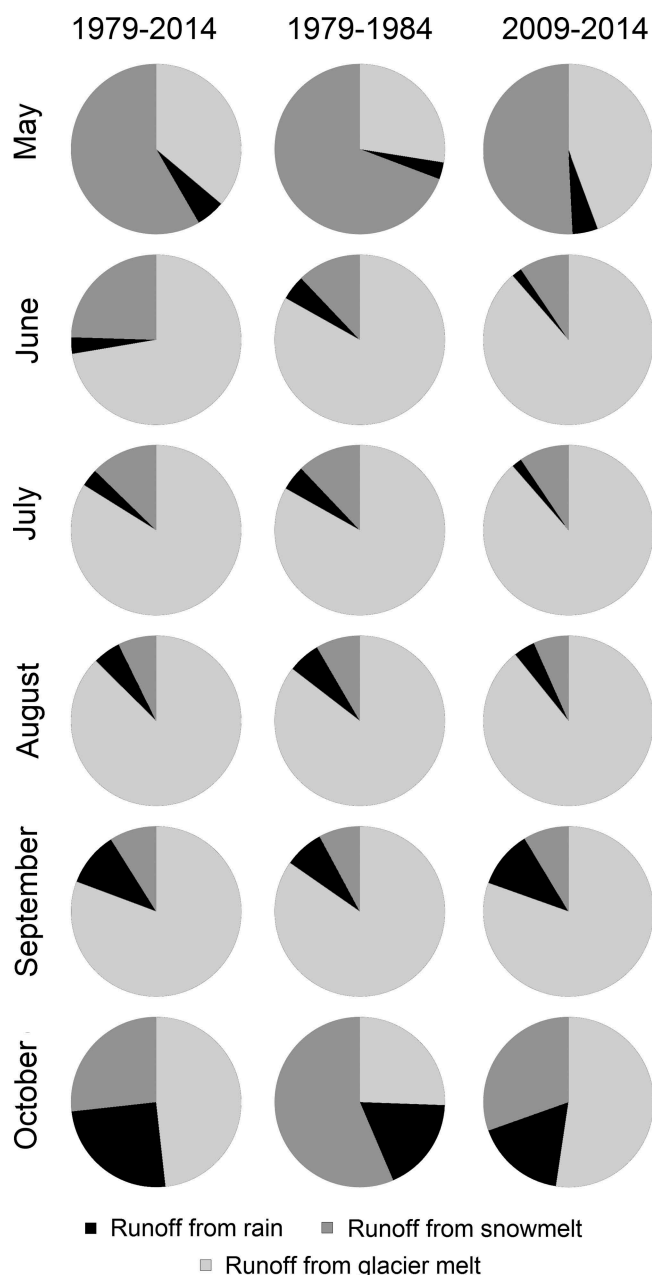 1979-2014 1979-1984 2009-2014
May
June
July
August
September
October
Runoff from rain Runoff from snowmelt
Runoff from glacier melt